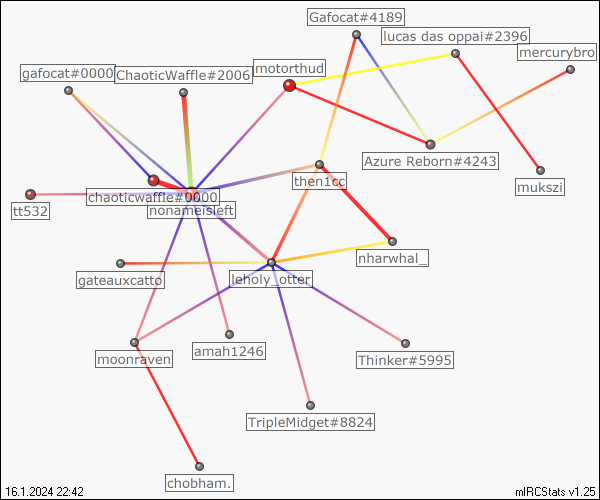 Gafocat#4189
lucas das oppai#2396
mercurybro
gafocat#0000
ChaoticWaffle#2006
motorthud
Azure Reborn#4243
then1cc
mukszi
chaoticwaffle#0000
nonameisleft
tt532
nharwhal_
gateauxcatto
leholy_otter
moonraven
amah1246
Thinker#5995
TripleMidget#8824
chobham.
16.1.2024 22:42
mIRCStats v1.25